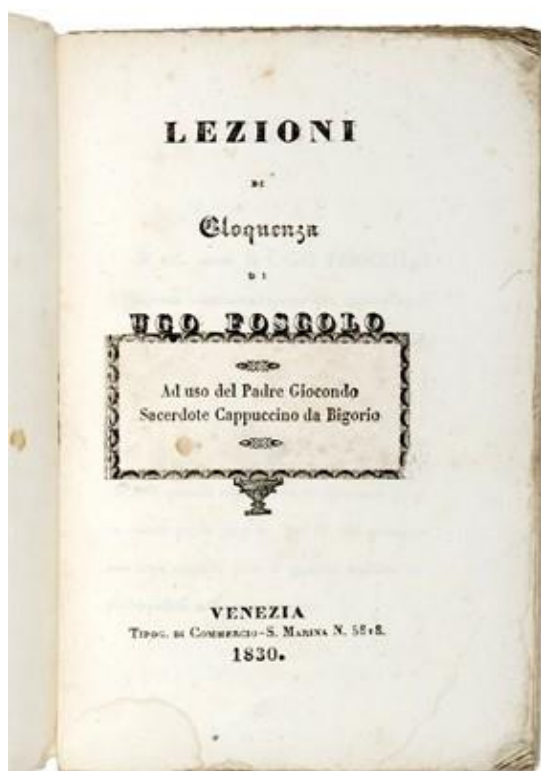 LEZIONI
DI
Eloquenza
DI
UGO FOSCOLO
Ad uso del Padre Giocondo
Sacerdote Cappuccino da Bigorio
VENEZIA
TIPOG. DI COMMERCIO-S. MARINA N.
1830.